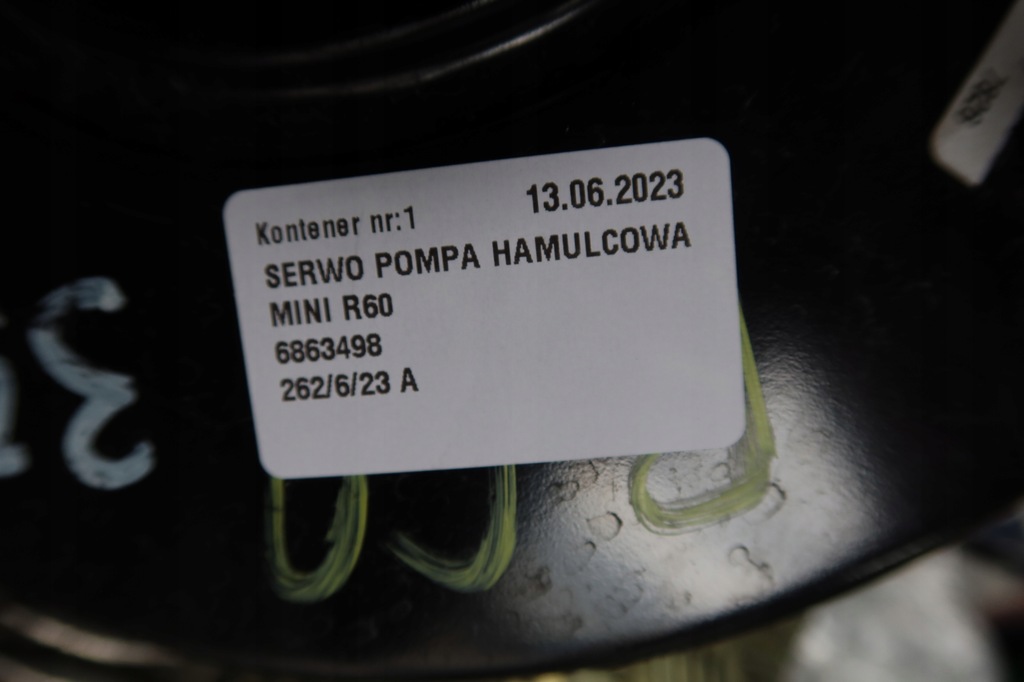 Kontener nr:1 13.06.2023
SERWO POMPA HAMULCOWA
MINI R60
6863498
262/6/23 A